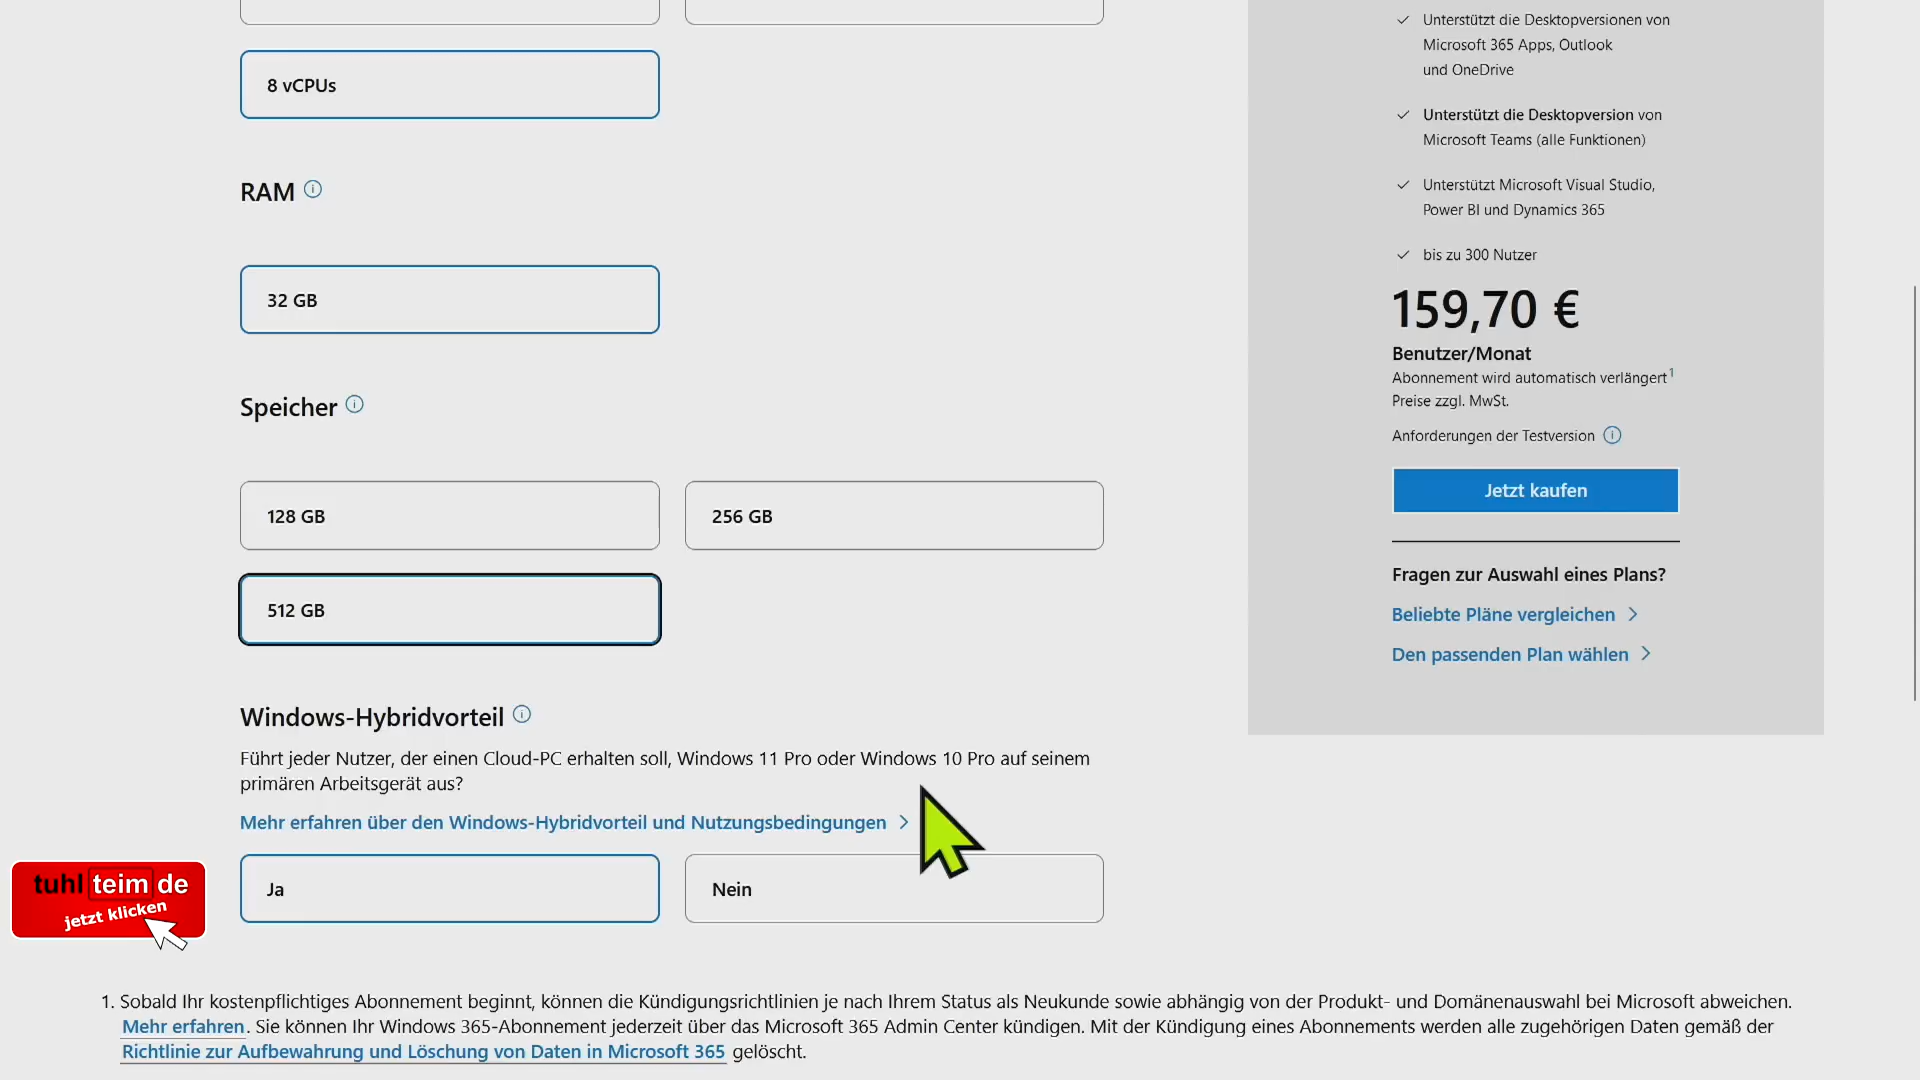 8 vCPUs
RAM
32 GB
Speicher
128 GB
256 GB
512 GB
Windows-Hybridvorteil
Führt jeder Nutzer, der einen Cloud-PC erhalten soll, Windows 11 Pro oder Windows 10 Pro auf seinem
primären Arbeitsgerät aus?
Mehr erfahren über den Windows-Hybridvorteil und Nutzungsbedingungen
Ja
Nein
Unterstützt die Desktopversionen von
Microsoft 365 Apps, Outlook
und OneDrive
Unterstützt die Desktopversion von
Microsoft Teams (alle Funktionen)
Unterstützt Microsoft Visual Studio,
Power BI und Dynamics 365
bis zu 300 Nutzer
159,70 €
Benutzer/Monat
Abonnement wird automatisch verlängert1
Preise zzgl. MwSt.
Anforderungen der Testversion
Jetzt kaufen
Fragen zur Auswahl eines Plans?
Beliebte Pläne vergleichen
Den passenden Plan wählen
tuhl teim de
jetzt klicken
1. Sobald Ihr kostenpflichtiges Abonnement beginnt, können die Kündigungsrichtlinien je nach Ihrem Status als Neukunde sowie abhängig von der Produkt- und Domänenauswahl bei Microsoft abweichen.
Mehr erfahren. Sie können Ihr Windows 365-Abonnement jederzeit über das Microsoft 365 Admin Center kündigen. Mit der Kündigung eines Abonnements werden alle zugehörigen Daten gemäß der
Richtlinie zur Aufbewahrung und Löschung von Daten in Microsoft 365 gelöscht.